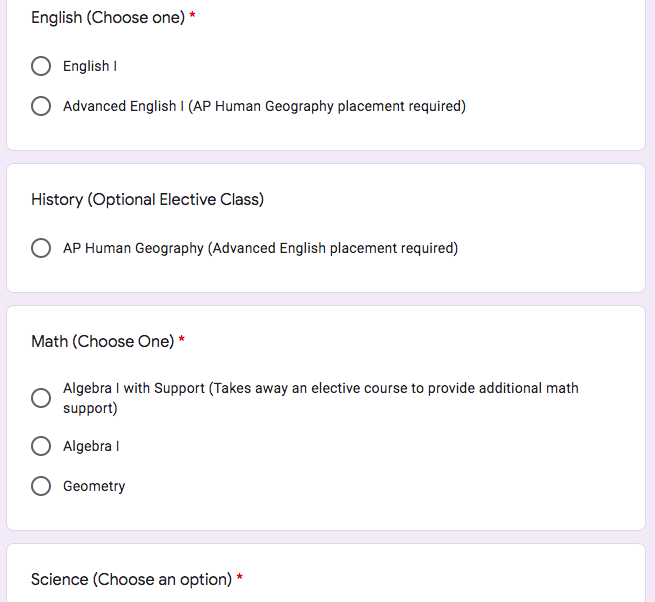 English (Choose one) *
English I
Advanced English I (AP Human Geography placement required)
History (Optional Elective Class)
AP Human Geography (Advanced English placement required)
Math (Choose One) *
Algebra I with Support (Takes away an elective course to provide additional math
support)
Algebra I
Geometry
Science (Choose an option) *